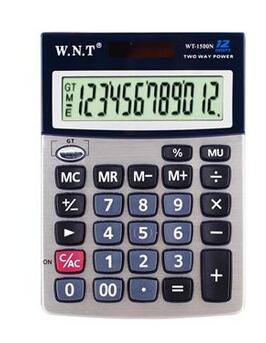 W.N.T®
WT-1500N 12 DIGITS
TWO WAY POWER
GT
M
E
123456789012.
GT
% MU
MC MR M− M+ ÷
+/− 7 8 9 ×
▶ 4 5 6 −
ON C/AC 1 2 3 +
0 00 · =